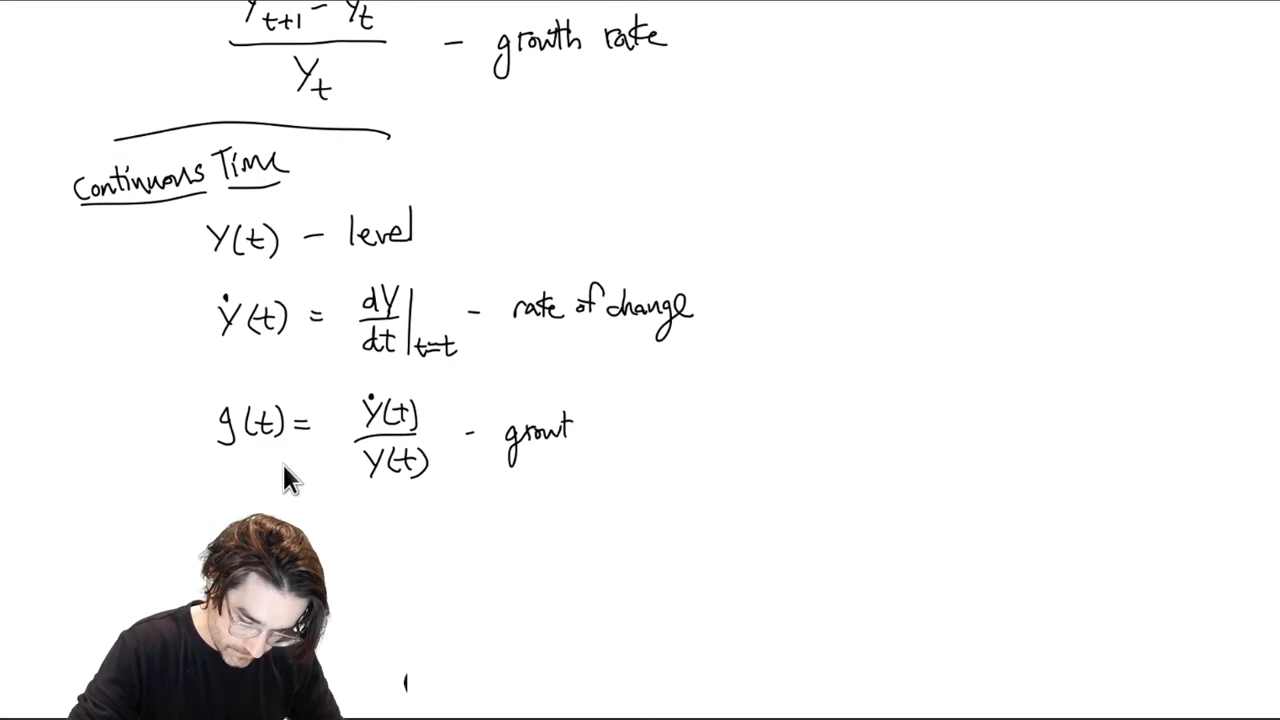 Y_{t+1} - Y_t
Y_t
- growth rate
Continuous Time
Y(t) - level
Ẏ(t) = dY/dt |_{t=t} - rate of change
g(t) = Ẏ(t)/Y(t) - growt